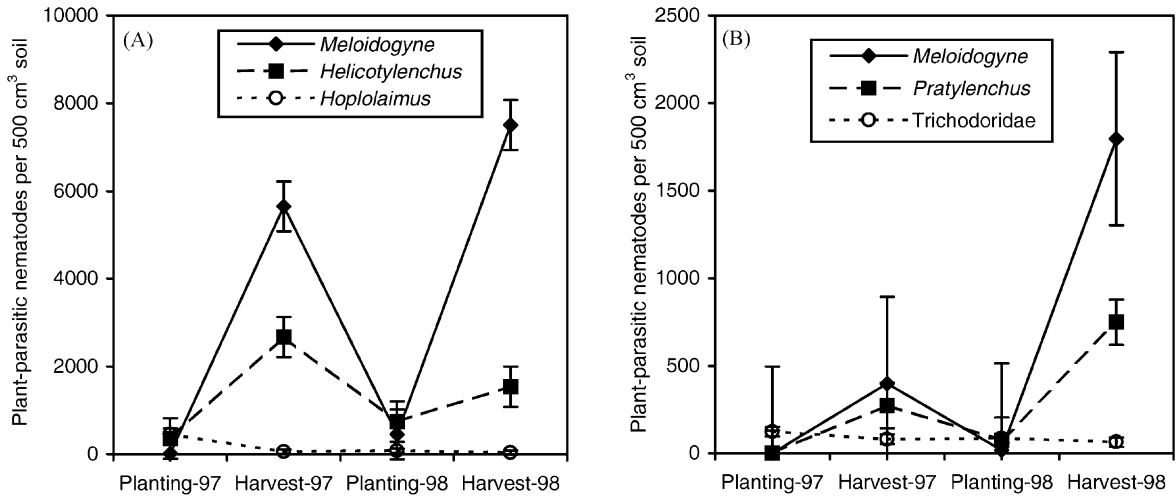 Plant-parasitic nematodes per 500 cm³ soil
10000
8000
6000
4000
2000
0
(A)
Meloidogyne
Helicotylenchus
Hoplolaimus
Planting-97 Harvest-97 Planting-98 Harvest-98
Plant-parasitic nematodes per 500 cm³ soil
2500
2000
1500
1000
500
0
(B)
Meloidogyne
Pratylenchus
Trichodoridae
Planting-97 Harvest-97 Planting-98 Harvest-98